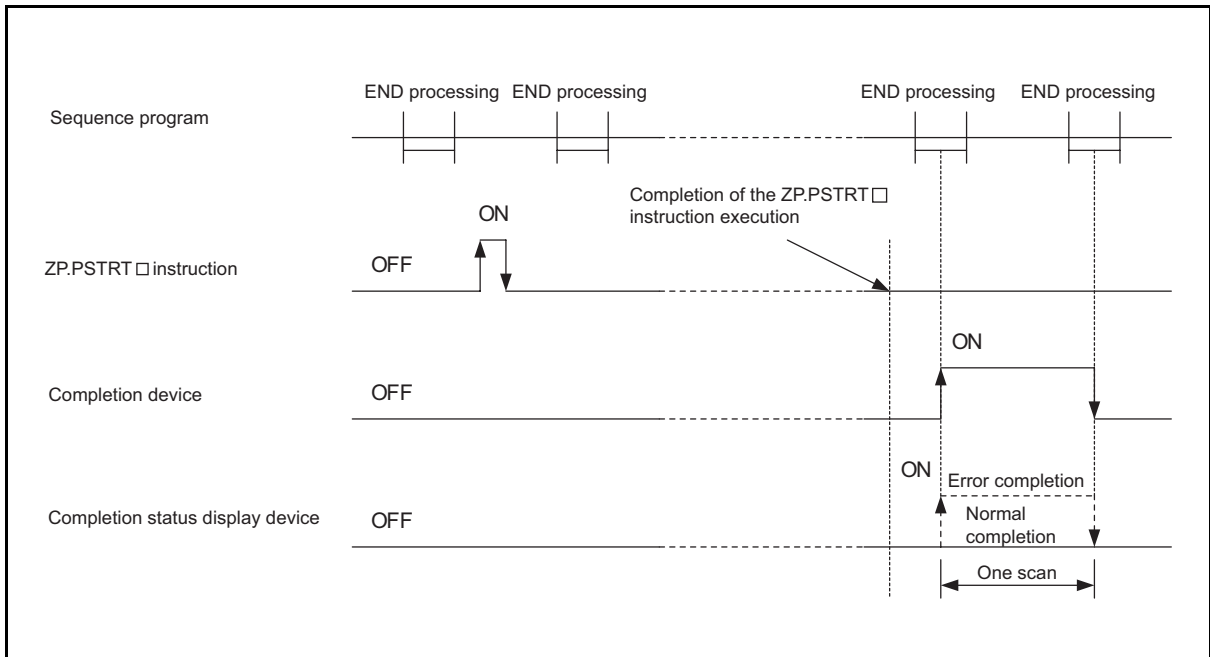 END processing END processing END processing END processing
Sequence program
Completion of the ZP.PSTRT□
instruction execution
ON
ZP.PSTRT□ instruction
OFF
ON
Completion device
OFF
ON
Error completion
Completion status display device
OFF
Normal
completion
One scan